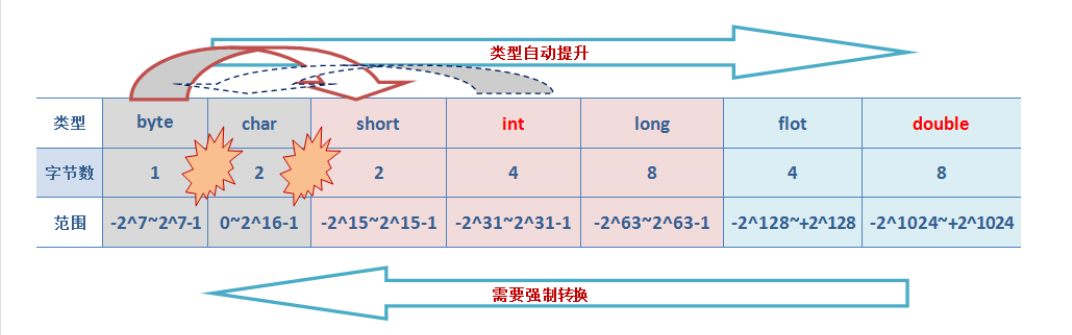 类型自动提升
类型 byte char short int long flot double
字节数 1 2 2 4 8 4 8
范围 -2^7~2^7-1 0~2^16-1 -2^15~2^15-1 -2^31~2^31-1 -2^63~2^63-1 -2^128~+2^128 -2^1024~+2^1024
需要强制转换